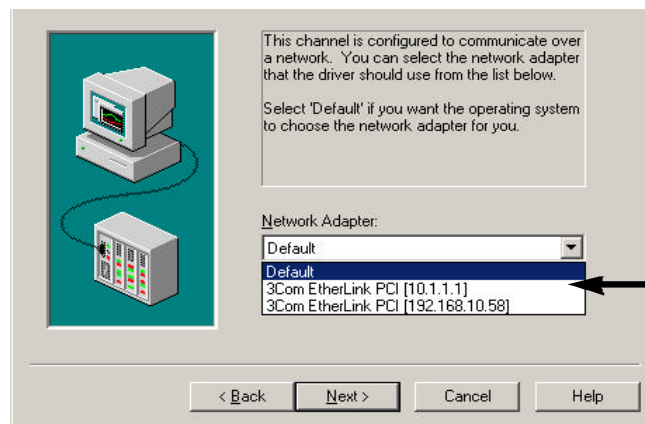 This channel is configured to communicate over
a network. You can select the network adapter
that the driver should use from the list below.
Select 'Default' if you want the operating system
to choose the network adapter for you.
Network Adapter:
Default
Default
3Com EtherLink PCI [10.1.1.1]
3Com EtherLink PCI [192.168.10.58]
< Back
Next >
Cancel
Help